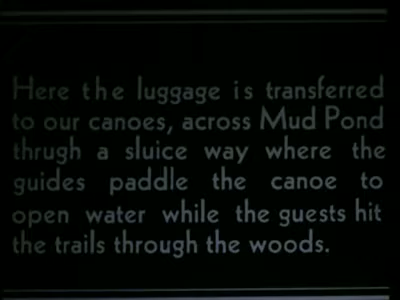 Here the luggage is transferred
to our canoes, across Mud Pond
thrugh a sluice way where the
guides paddle the canoe to
open water while the guests hit
the trails through the woods.